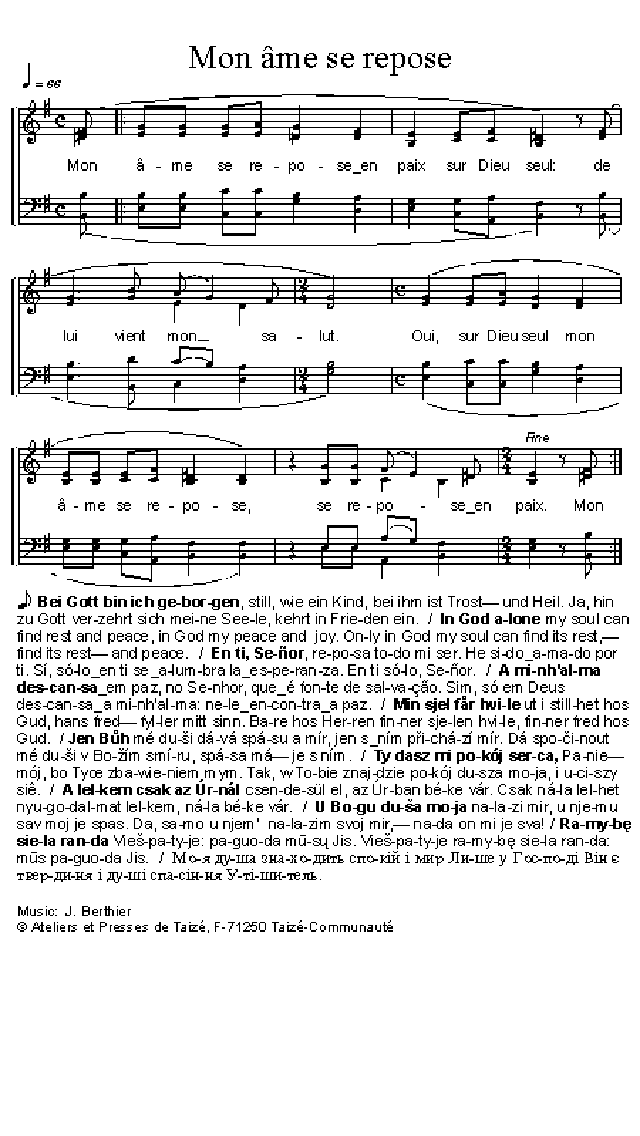 Mon âme se repose
= 66
Mon â - me se re - po - se_en paix sur Dieu seul: de
lui vient mon sa - lut. Oui, sur Dieu seul mon
Fine
â - me se re - po - se, se re - po - se_en paix. Mon
Bei Gott bin ich ge-bor-gen, still, wie ein Kind, bei ihm ist Trost— und Heil. Ja, hin
zu Gott ver-zehrt sich mei-ne See-le, kehrt in Frie-den ein. / In God a-lone my soul can
find rest and peace, in God my peace and joy. On-ly in God my soul can find its rest,—
find its rest— and peace. / En ti, Se-ñor, re-po-sa to-do mi ser. He si-do_a-ma-do por
ti. Sí, só-lo_en ti se_a-lum-bra la_es-pe-ran-za. En ti só-lo, Se-ñor. / A mi-nh'al-ma
des-can-sa_em paz, no Se-nhor, que_é fon-te de sal-va-ção. Sim, só em Deus
des-can-sa_a mi-nh'al-ma: ne-le_en-con-tra_a paz. / Min sjel får hvi-le ut i still-het hos
Gud, hans fred— fyl-ler mitt sinn. Ba-re hos Her-ren fin-ner sje-len hvi-le, fin-ner fred hos
Gud. / Jen Bůh mé du-ši dá-vá spá-su a mír, jen s_ním při-chá-zí mír. Dá spo-či-nout
mé du-ši v Bo-žím smí-ru, spá-sa má— je s ním. / Ty dasz mi po-kój ser-ca, Pa-nie—
mój, bo Tyœ zba-wie-niem mym. Tak, w To-bie znaj-dzie po-kój du-sza mo-ja, i u-ci-szy
siê. / A lel-kem csak az Úr-nál csen-de-sül el, az Úr-ban bé-ke vár. Csak ná-la lel-het
nyu-go-dal-mat lel-kem, ná-la bé-ke vár. / U Bo-gu du-ša mo-ja na-la-zi mir, u nje-mu
sav moj je spas. Da, sa-mo u njem' na-la-zim svoj mir,— na-da on mi je sva! / Ra-my-bę
sie-la ran-da Vieš-pa-ty-je: pa-guo-da mū-sų Jis. Vieš-pa-ty-je ra-my-bę sie-la ran-da:
mūs pa-guo-da Jis. / Мо-я ду-ша зна-хо-дить спо-кій і мир Ли-ше у Гос-по-ді Він є
твер-ди-ня і ду-ші спа-сін-ня У-ті-ши-тель.
Music: J. Berthier
© Ateliers et Presses de Taizé, F-71250 Taizé-Communauté